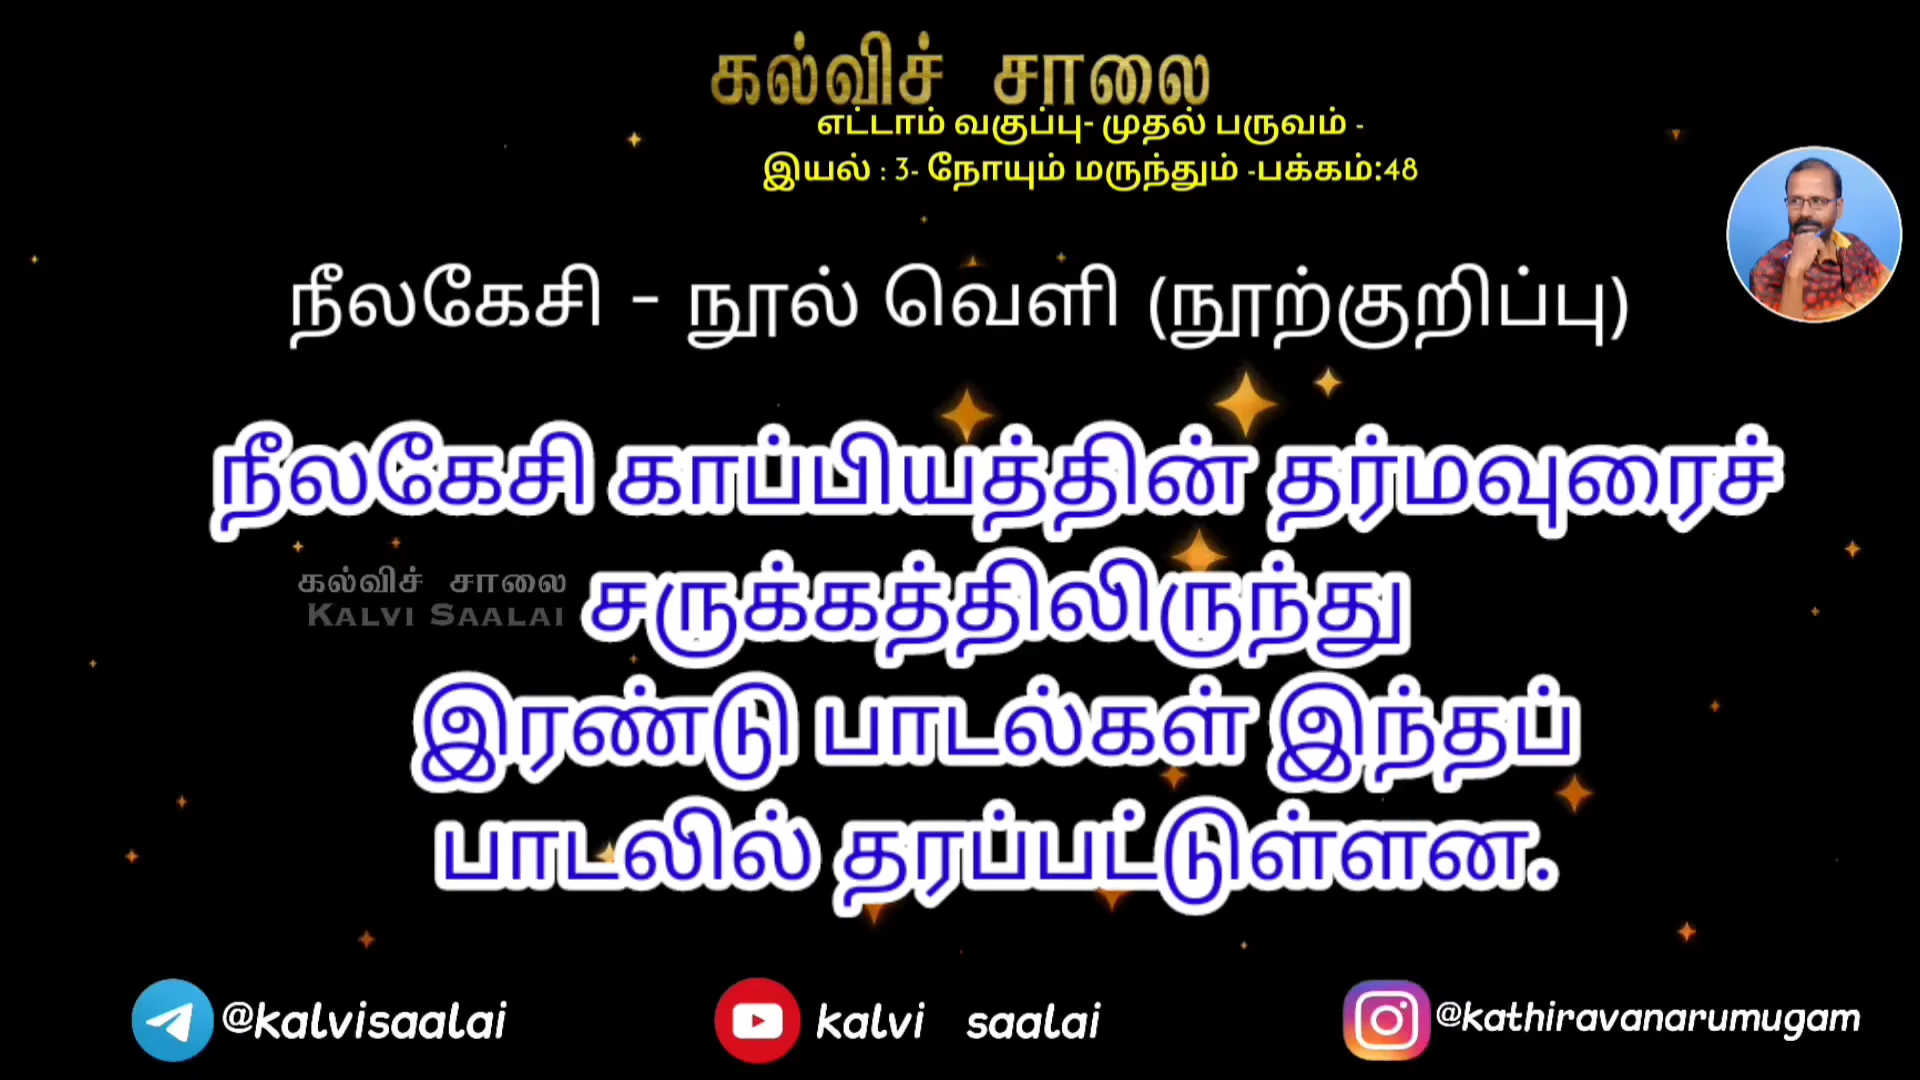 கல்விச் சாலை
எட்டாம் வகுப்பு- முதல் பருவம் -
இயல் : 3- நோயும் மருந்தும் -பக்கம்:48
நீலகேசி - நூல் வெளி (நூற்குறிப்பு)
நீலகேசி காப்பியத்தின் தர்மவுரைச்
சருக்கத்திலிருந்து
இரண்டு பாடல்கள் இந்தப்
பாடலில் தரப்பட்டுள்ளன.
கல்விச் சாலை
KALVI SAALAI
@kalvisaalai
kalvi saalai
@kathiravanarumugam